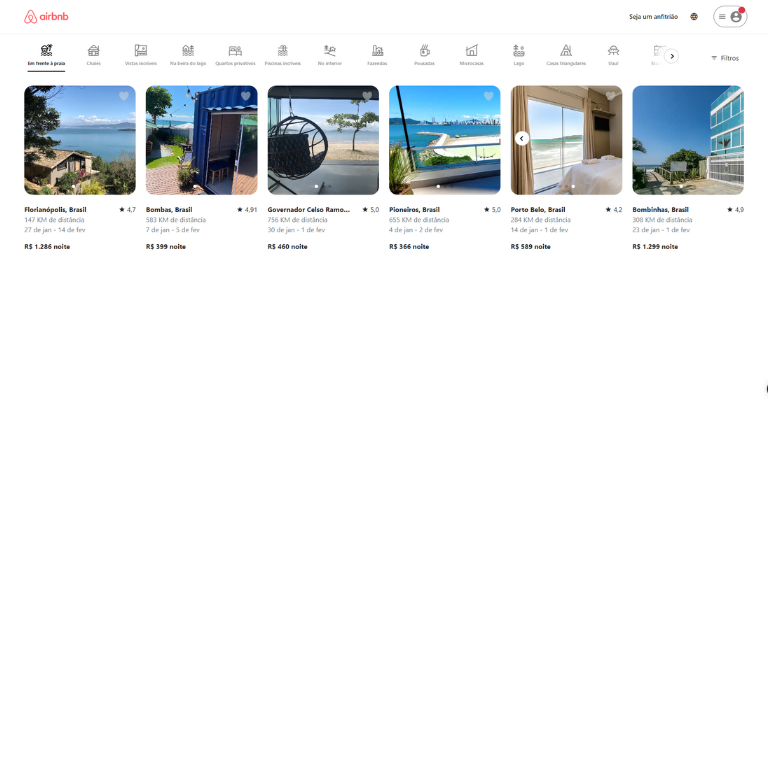 airbnb
Seja um anfitrião
Em frente à praia
Chalés
Vistas incríveis
Na beira do lago
Quartos privativos
Piscinas incríveis
No interior
Fazendas
Pousadas
Microcasas
Lago
Casas triangulares
Uau!
Filtros
Florianópolis, Brasil ★ 4,7
147 KM de distância
27 de jan - 14 de fev
R$ 1.286 noite
Bombas, Brasil ★ 4,91
583 KM de distância
7 de jan - 5 de fev
R$ 399 noite
Governador Celso Ramo... ★ 5,0
756 KM de distância
30 de jan - 1 de fev
R$ 460 noite
Pioneiros, Brasil ★ 5,0
655 KM de distância
4 de jan - 2 de fev
R$ 366 noite
Porto Belo, Brasil ★ 4,2
284 KM de distância
14 de jan - 1 de fev
R$ 589 noite
Bombinhas, Brasil ★ 4,9
308 KM de distância
23 de jan - 1 de fev
R$ 1.299 noite